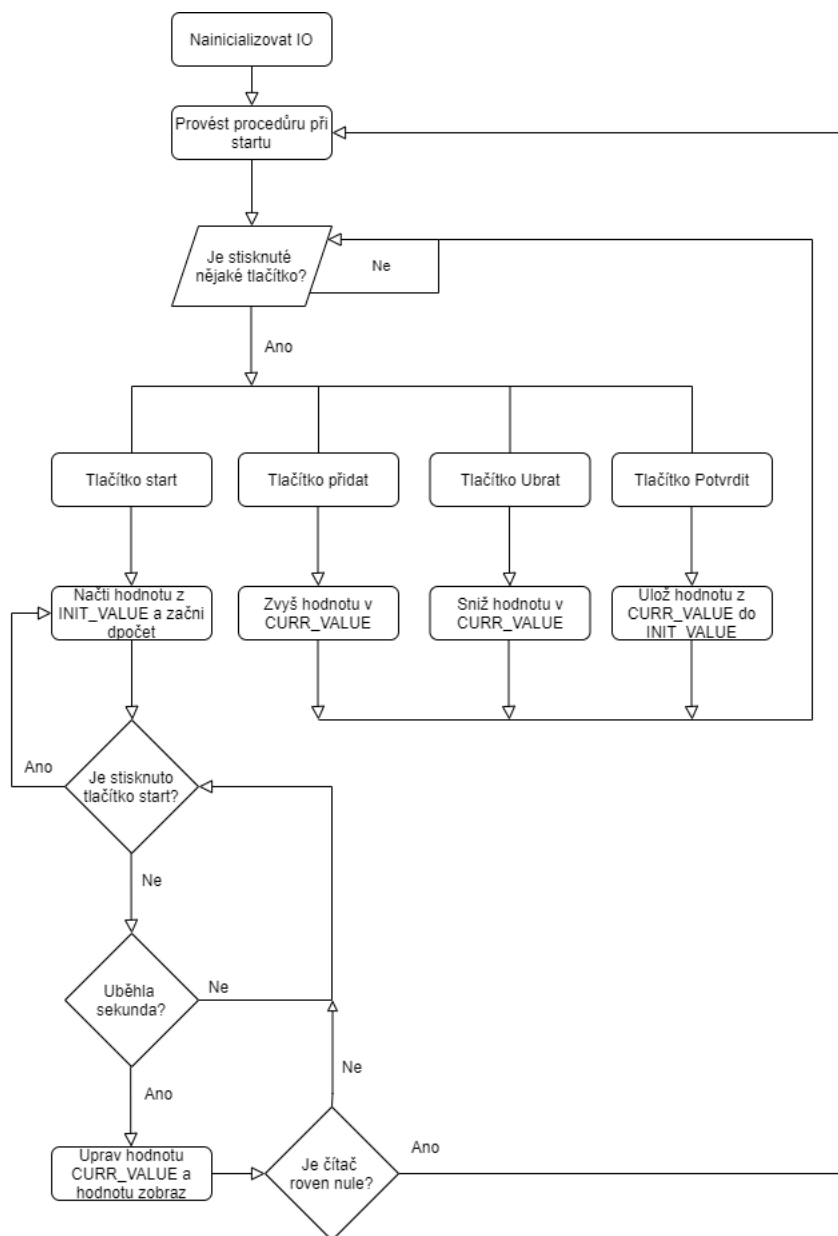 Nainicializovat IO
Provést procedůru při
startu
Je stisknuté
nějaké tlačítko?
Ne
Ano
Tlačítko start
Tlačítko přidat
Tlačítko Ubrat
Tlačítko Potvrdit
Načti hodnotu z
INIT_VALUE a začni
dpočet
Zvyš hodnotu v
CURR_VALUE
Sniž hodnotu v
CURR_VALUE
Ulož hodnotu z
CURR_VALUE do
INIT_VALUE
Ano
Je stisknuto
tlačítko start?
Ne
Uběhla
sekunda?
Ne
Ano
Ne
Uprav hodnotu
CURR_VALUE a
hodnotu zobraz
Je čítač
roven nule?
Ano